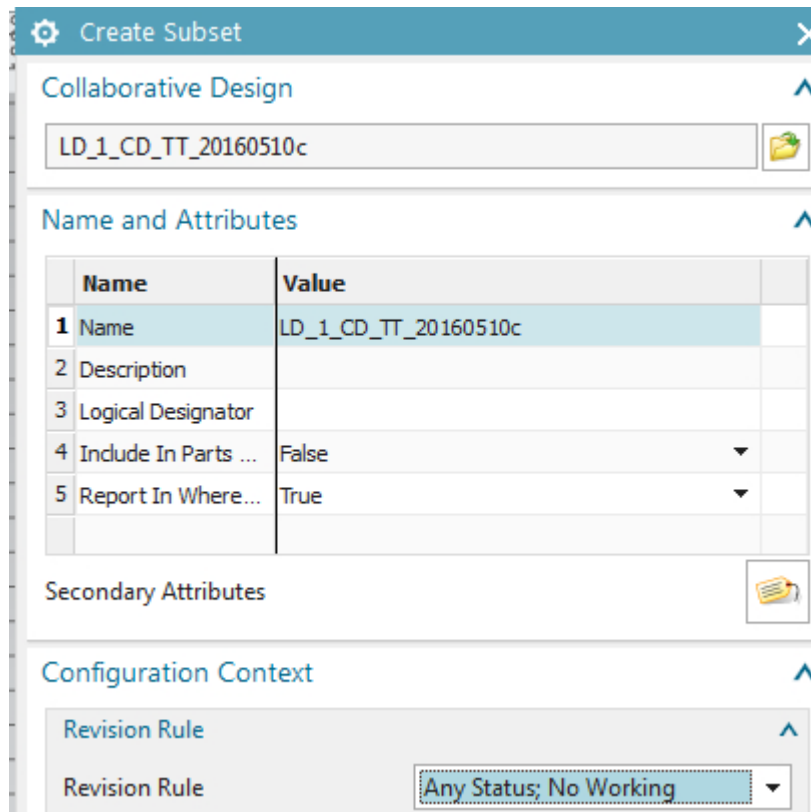 Create Subset
Collaborative Design
LD_1_CD_TT_20160510c
Name and Attributes
Name Value
1 Name LD_1_CD_TT_20160510c
2 Description
3 Logical Designator
4 Include In Parts ... False
5 Report In Where... True
Secondary Attributes
Configuration Context
Revision Rule
Revision Rule Any Status; No Working